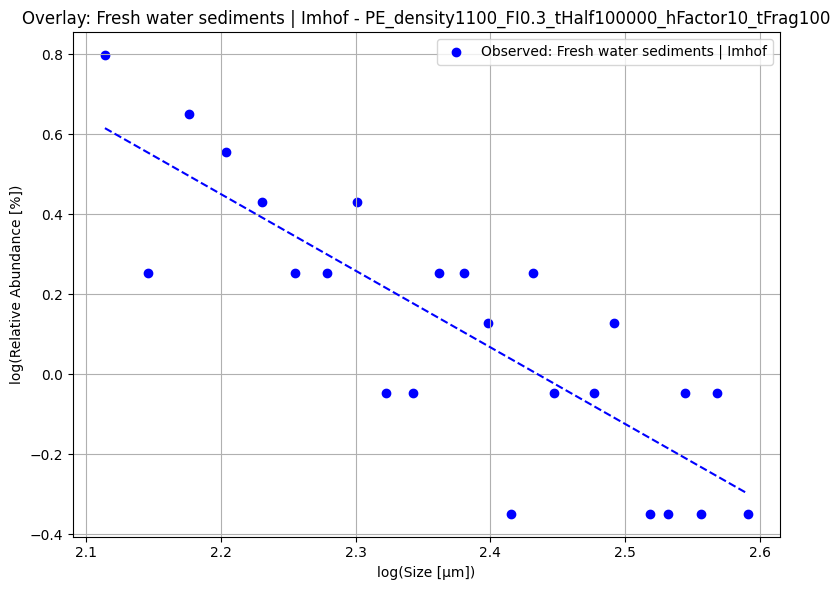 Overlay: Fresh water sediments | Imhof - PE_density1100_FI0.3_tHalf100000_hFactor10_tFrag100
Observed: Fresh water sediments | Imhof
log(Relative Abundance [%])
0.8
0.6
0.4
0.2
0.0
−0.2
−0.4
2.1 2.2 2.3 2.4 2.5 2.6
log(Size [μm])